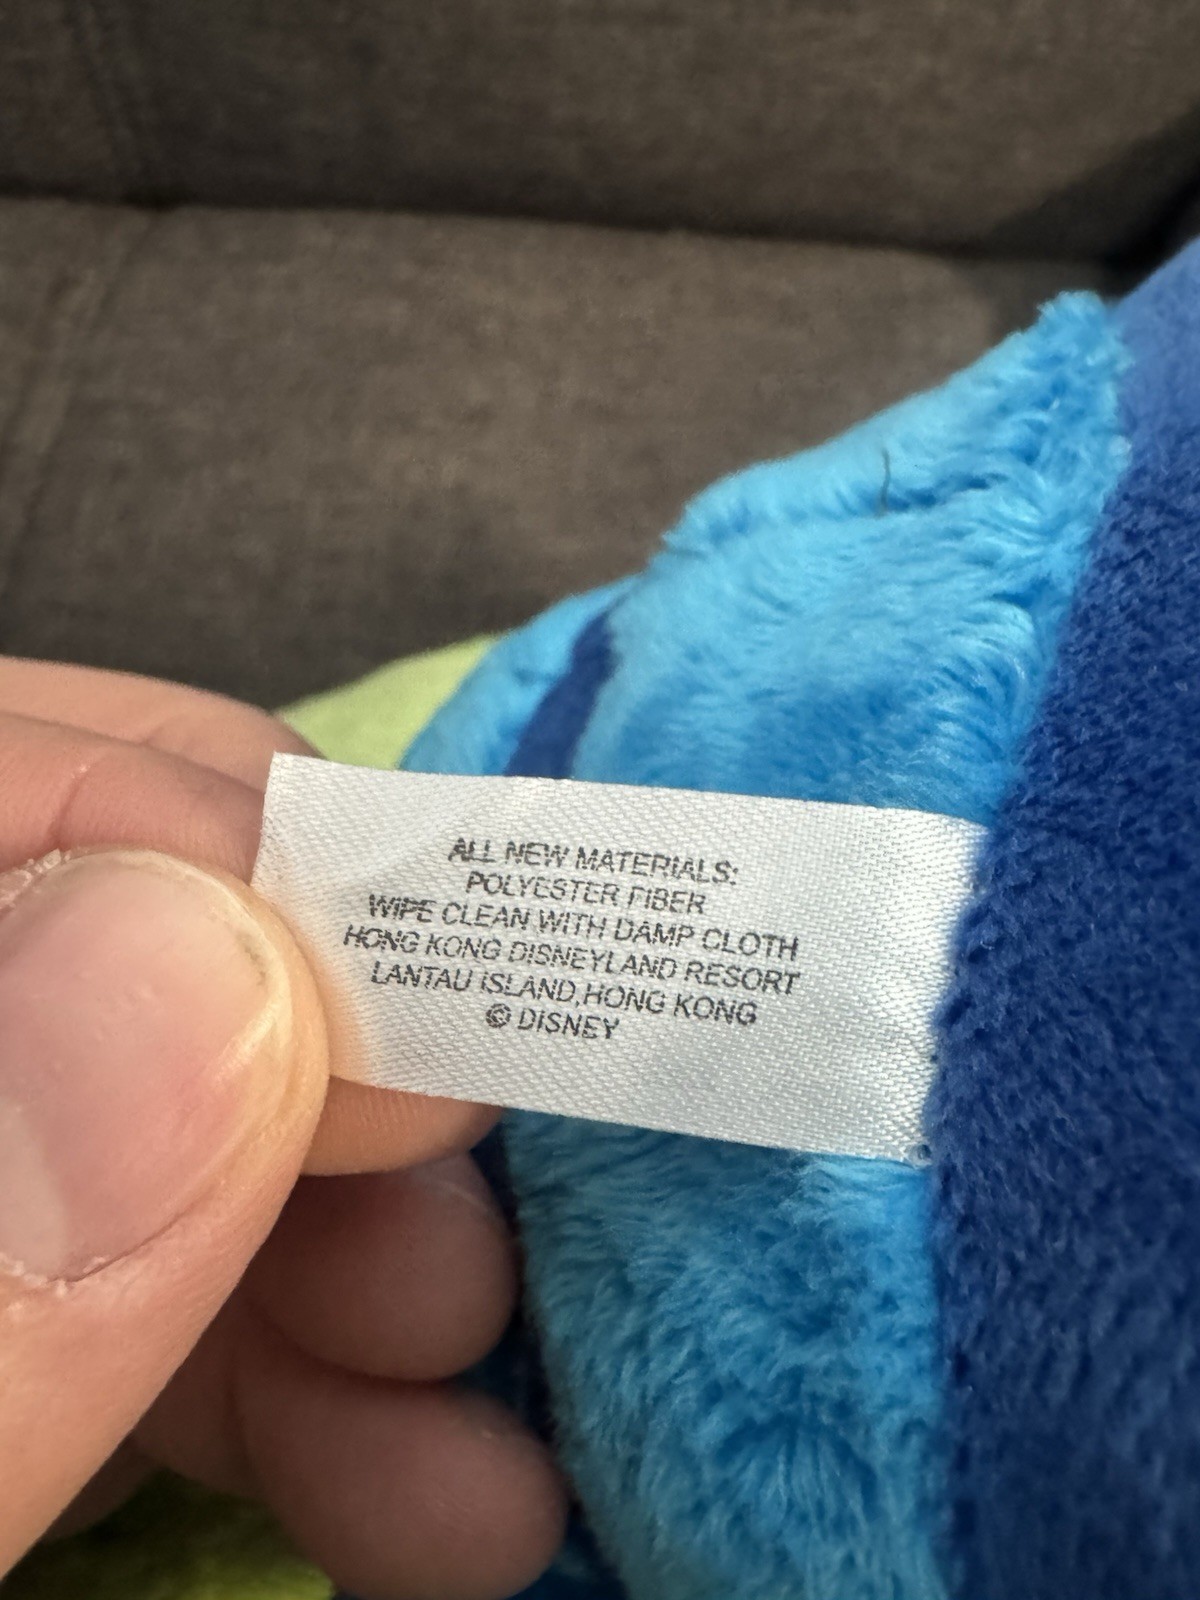 ALL NEW MATERIALS:
POLYESTER FIBER
WIPE CLEAN WITH DAMP CLOTH
HONG KONG DISNEYLAND RESORT
LANTAU ISLAND,HONG KONG
© DISNEY